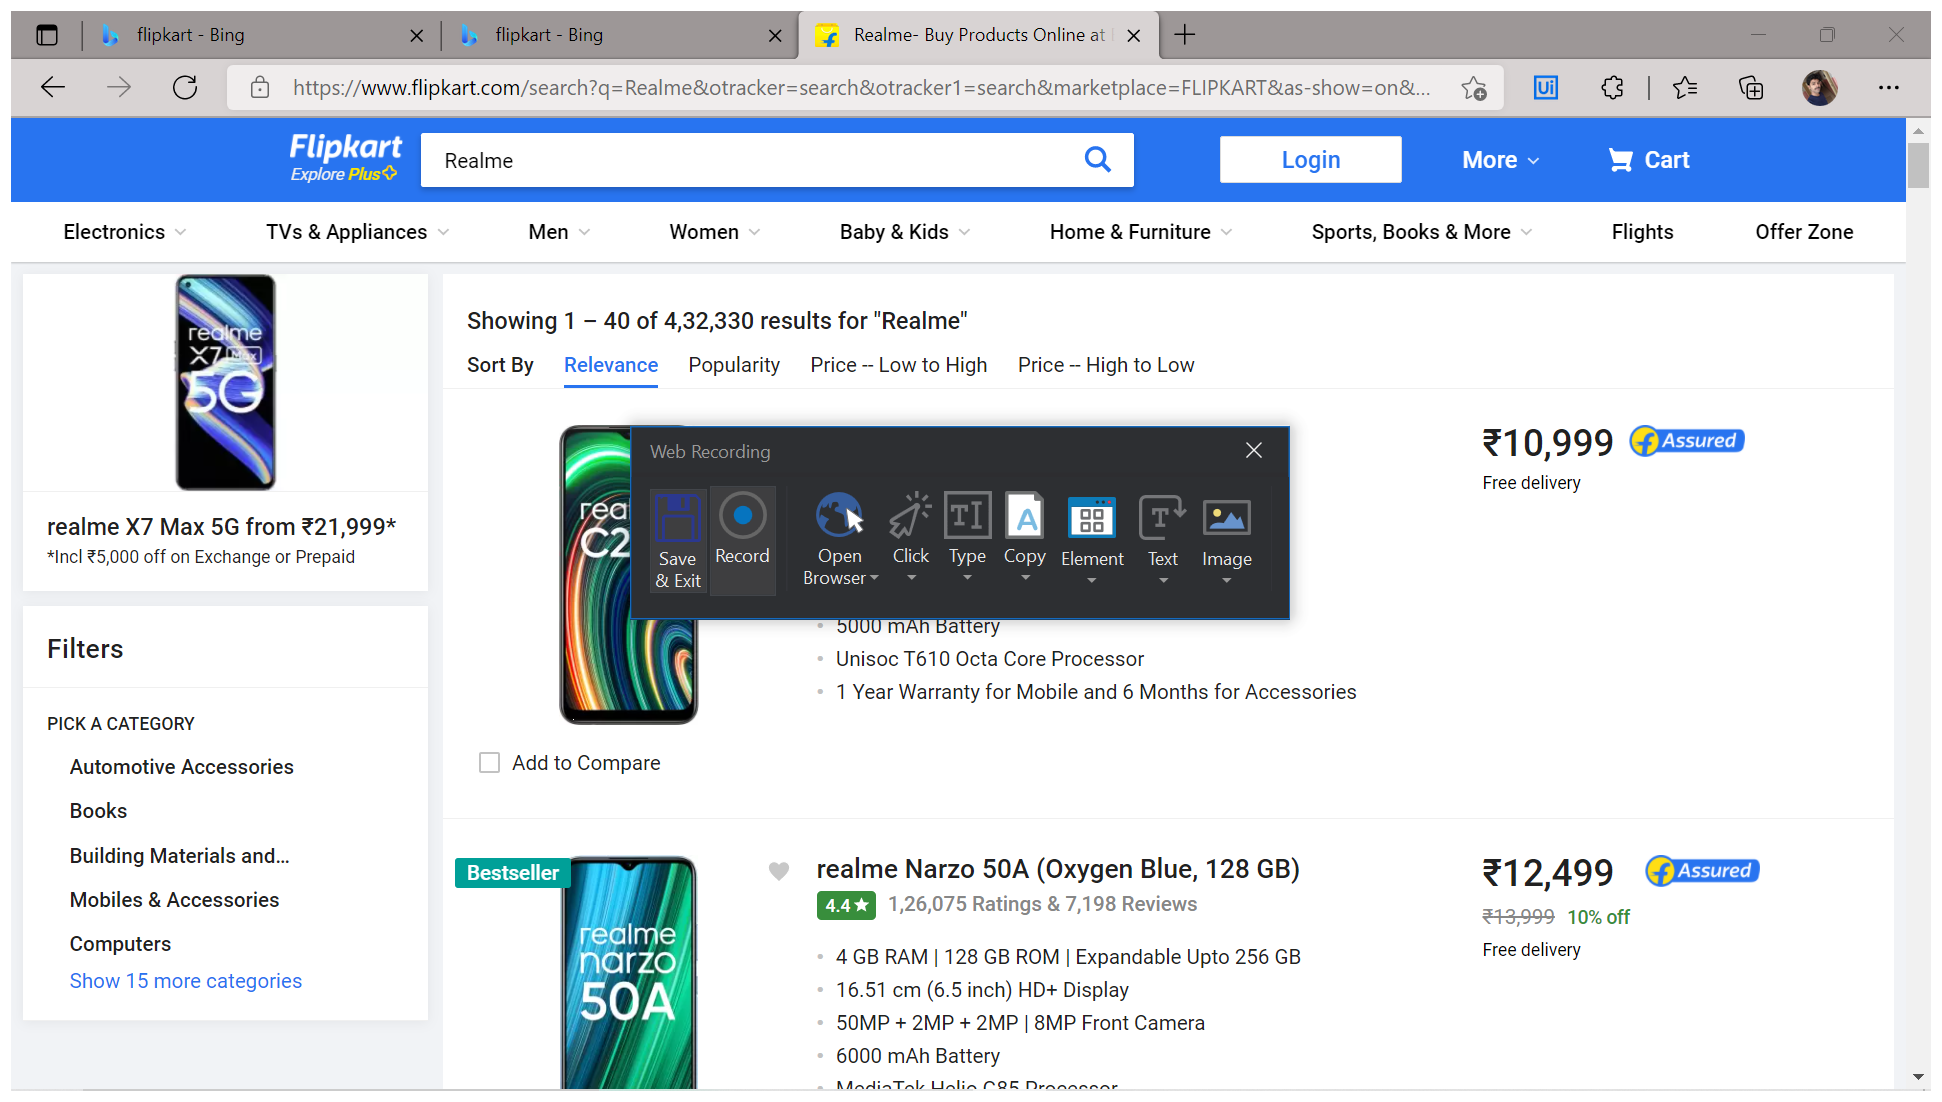 flipkart - Bing
flipkart - Bing
Realme- Buy Products Online at
https://www.flipkart.com/search?q=Realme&otracker=search&otracker1=search&marketplace=FLIPKART&as-show=on&...
Ui
Flipkart
Explore Plus
Realme
Login
More
Cart
Electronics
TVs & Appliances
Men
Women
Baby & Kids
Home & Furniture
Sports, Books & More
Flights
Offer Zone
realme
X7 Max
5G
realme X7 Max 5G from ₹21,999*
*Incl ₹5,000 off on Exchange or Prepaid
Filters
PICK A CATEGORY
Automotive Accessories
Books
Building Materials and...
Mobiles & Accessories
Computers
Show 15 more categories
Showing 1 – 40 of 4,32,330 results for "Realme"
Sort By
Relevance
Popularity
Price -- Low to High
Price -- High to Low
Web Recording
Save & Exit
Record
Open Browser
Click
Type
Copy
Element
Text
Image
₹10,999
Assured
Free delivery
5000 mAh Battery
Unisoc T610 Octa Core Processor
1 Year Warranty for Mobile and 6 Months for Accessories
Add to Compare
Bestseller
realme
narzo
50A
realme Narzo 50A (Oxygen Blue, 128 GB)
4.4★ 1,26,075 Ratings & 7,198 Reviews
4 GB RAM | 128 GB ROM | Expandable Upto 256 GB
16.51 cm (6.5 inch) HD+ Display
50MP + 2MP + 2MP | 8MP Front Camera
6000 mAh Battery
MediaTek Helio G85 Processor
₹12,499
Assured
₹13,999 10% off
Free delivery